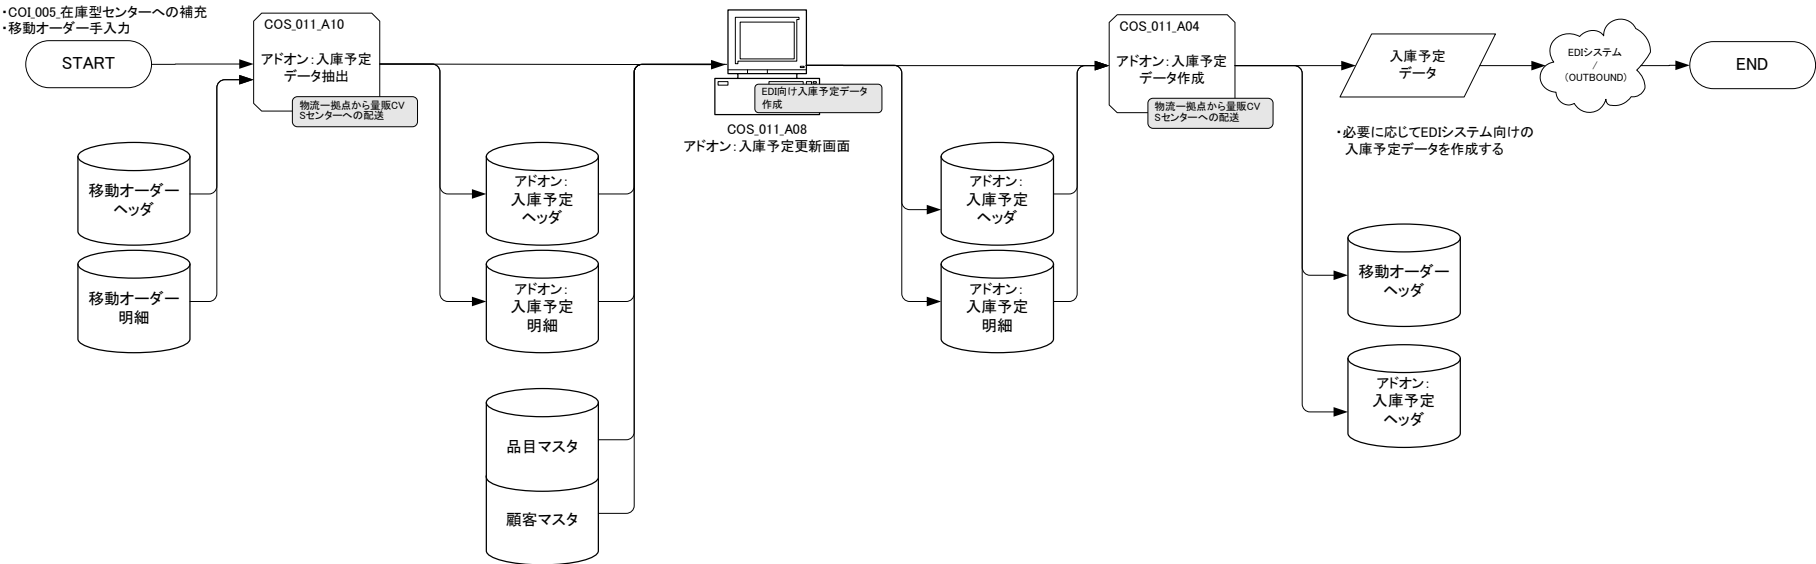 ・COI_005_在庫型センターへの補充
・移動オーダー手入力
START
COS_011_A10
アドオン：入庫予定
データ抽出
物流一拠点から量販CV
Sセンターへの配送
移動オーダー
ヘッダ
移動オーダー
明細
アドオン：
入庫予定
ヘッダ
アドオン：
入庫予定
明細
品目マスタ
顧客マスタ
EDI向け入庫予定データ
作成
COS_011_A08
アドオン：入庫予定更新画面
アドオン：
入庫予定
ヘッダ
アドオン：
入庫予定
明細
COS_011_A04
アドオン：入庫予定
データ作成
物流一拠点から量販CV
Sセンターへの配送
入庫予定
データ
・必要に応じてEDIシステム向けの
入庫予定データを作成する
移動オーダー
ヘッダ
アドオン：
入庫予定
ヘッダ
EDIシステム
／
（OUTBOUND）
END